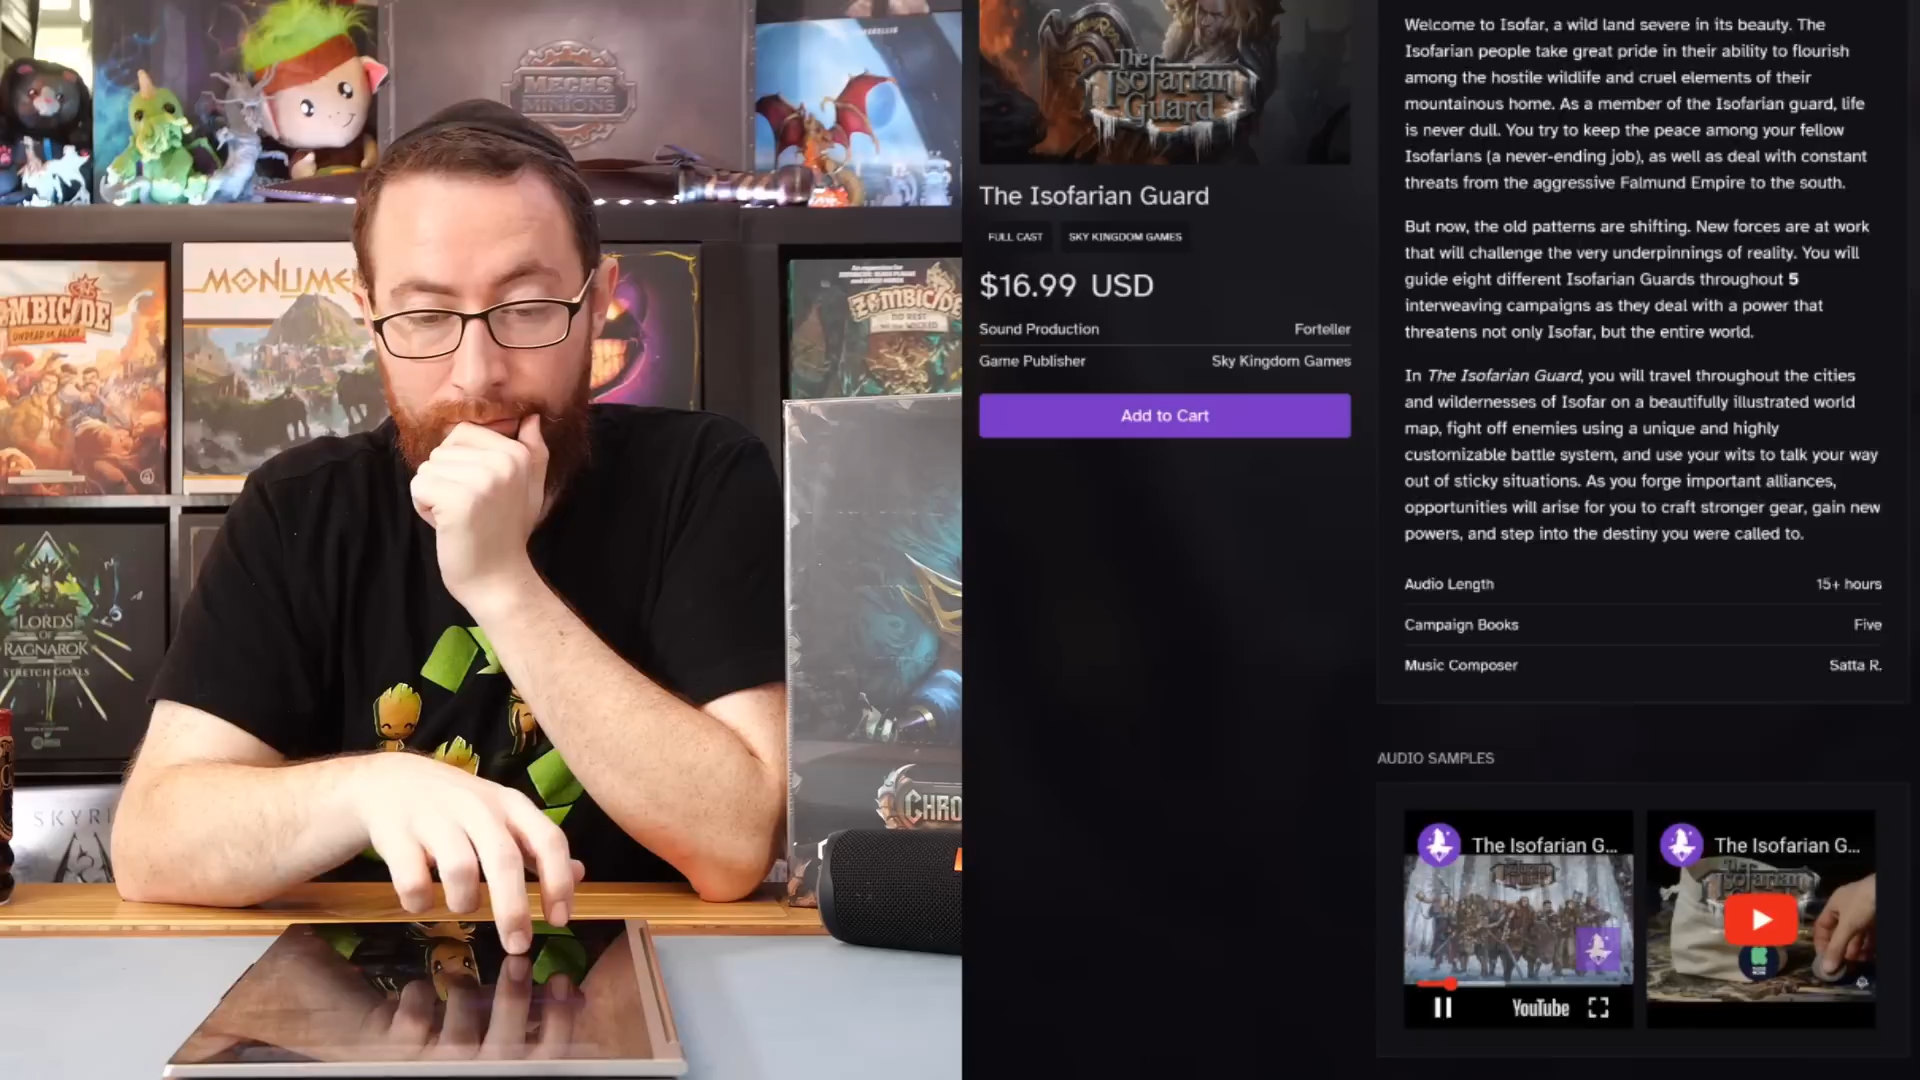 MECHS
MINIONS
MBICIDE
UNDEAD OR ALIVE
MONUME
ZOMBICIDE
LORDS
OF
RAGNAROK
STRETCH GOALS
SKYRI
CHRO
The
Isofarian
Guard
The Isofarian Guard
FULL CAST
SKY KINGDOM GAMES
$16.99 USD
Sound Production Forteller
Game Publisher Sky Kingdom Games
Add to Cart
Welcome to Isofar, a wild land severe in its beauty. The
Isofarian people take great pride in their ability to flourish
among the hostile wildlife and cruel elements of their
mountainous home. As a member of the Isofarian guard, life
is never dull. You try to keep the peace among your fellow
Isofarians (a never-ending job), as well as deal with constant
threats from the aggressive Falmund Empire to the south.
But now, the old patterns are shifting. New forces are at work
that will challenge the very underpinnings of reality. You will
guide eight different Isofarian Guards throughout 5
interweaving campaigns as they deal with a power that
threatens not only Isofar, but the entire world.
In The Isofarian Guard, you will travel throughout the cities
and wildernesses of Isofar on a beautifully illustrated world
map, fight off enemies using a unique and highly
customizable battle system, and use your wits to talk your way
out of sticky situations. As you forge important alliances,
opportunities will arise for you to craft stronger gear, gain new
powers, and step into the destiny you were called to.
Audio Length 15+ hours
Campaign Books Five
Music Composer Satta R.
AUDIO SAMPLES
The Isofarian G...
YouTube
The Isofarian G...